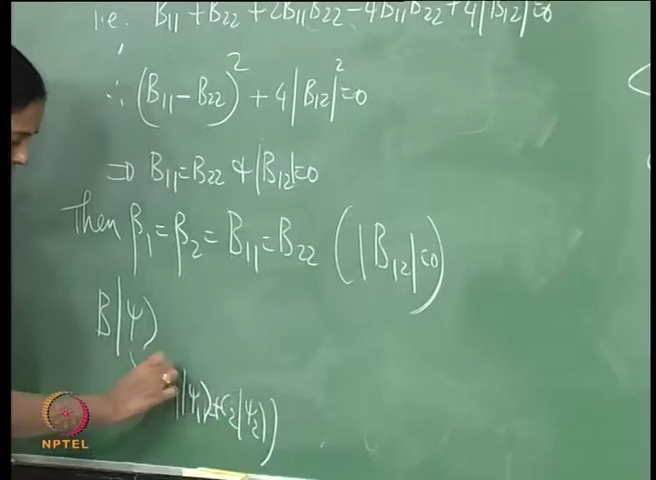 i.e. B₁₁ + B₂₂ + 2B₁₁B₂₂ - 4B₁₁B₂₂ + 4|B₁₂|=0
∴ (B₁₁ - B₂₂)² + 4|B₁₂|²=0
⇒ B₁₁=B₂₂ & |B₁₂|=0
Then β₁=β₂=B₁₁=B₂₂ (|B₁₂|=0)
B|ψ⟩
|ψ₁⟩+C₂|ψ₂⟩)
NPTEL